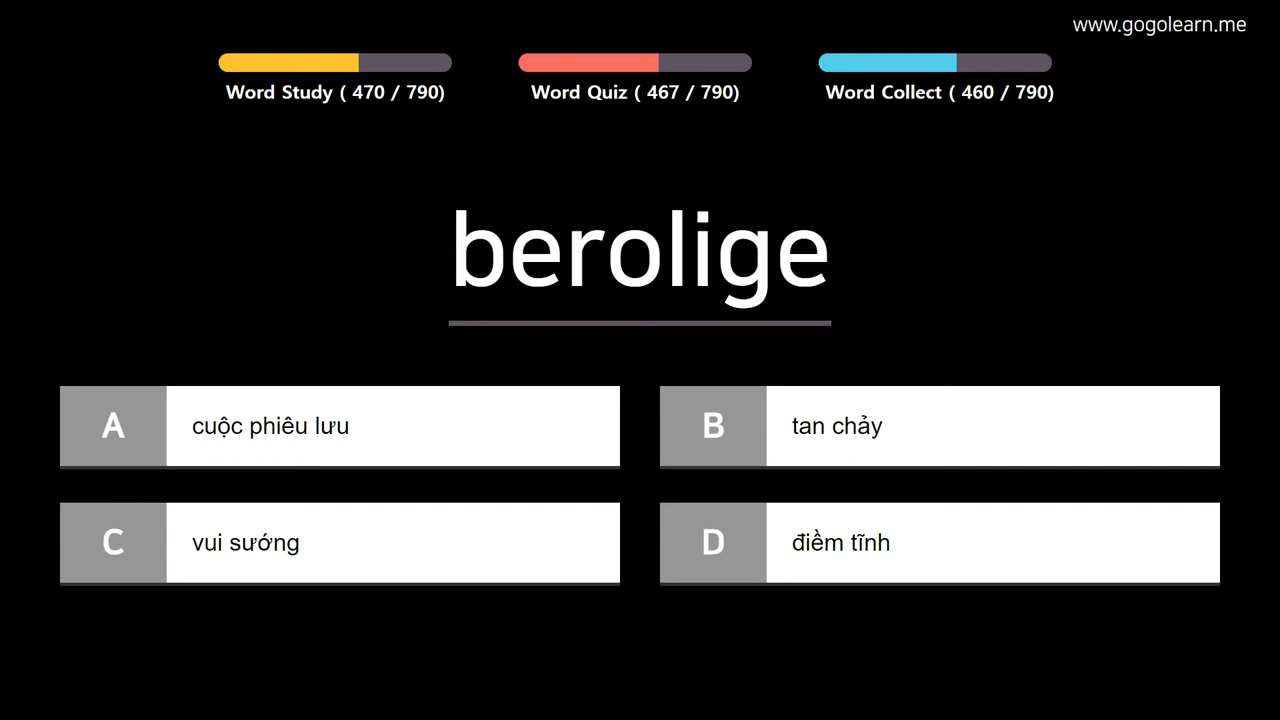 www.gogolearn.me
Word Study ( 470 / 790)
Word Quiz ( 467 / 790)
Word Collect ( 460 / 790)
berolige
A cuộc phiêu lưu
B tan chảy
C vui sướng
D điềm tĩnh